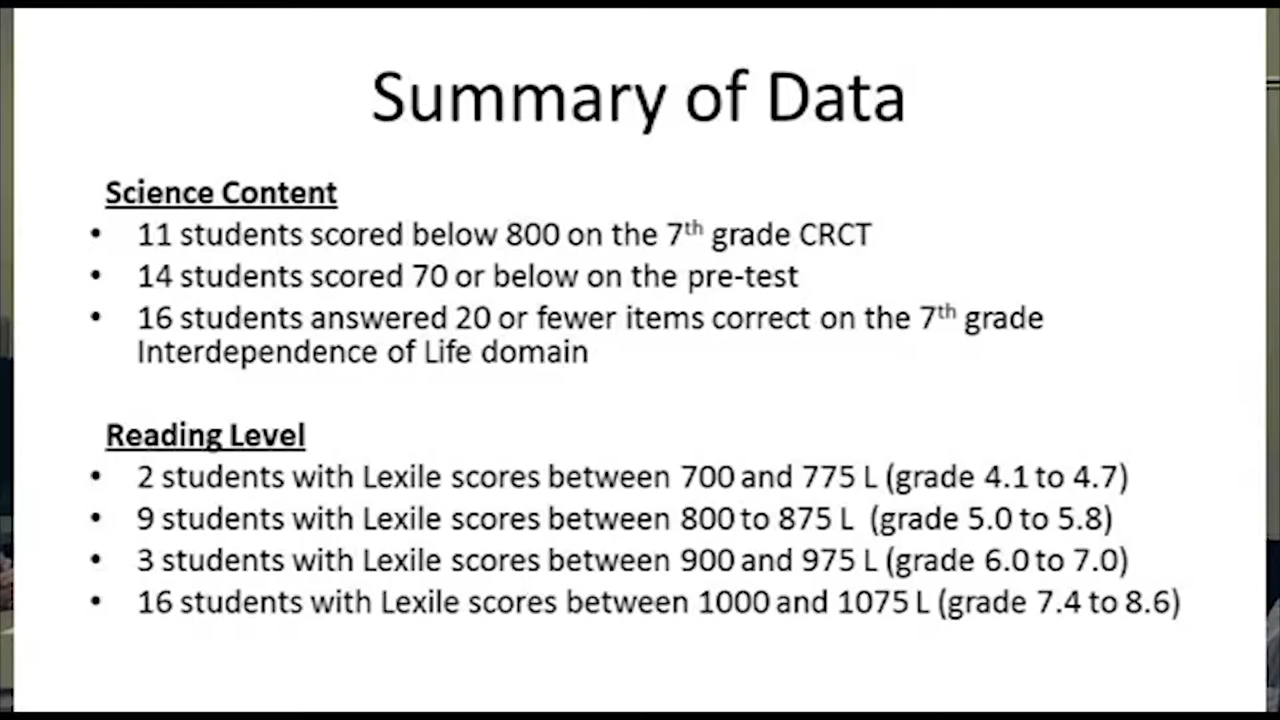 Summary of Data
Science Content
• 11 students scored below 800 on the 7th grade CRCT
• 14 students scored 70 or below on the pre-test
• 16 students answered 20 or fewer items correct on the 7th grade
Interdependence of Life domain
Reading Level
• 2 students with Lexile scores between 700 and 775 L (grade 4.1 to 4.7)
• 9 students with Lexile scores between 800 to 875 L (grade 5.0 to 5.8)
• 3 students with Lexile scores between 900 and 975 L (grade 6.0 to 7.0)
• 16 students with Lexile scores between 1000 and 1075 L (grade 7.4 to 8.6)